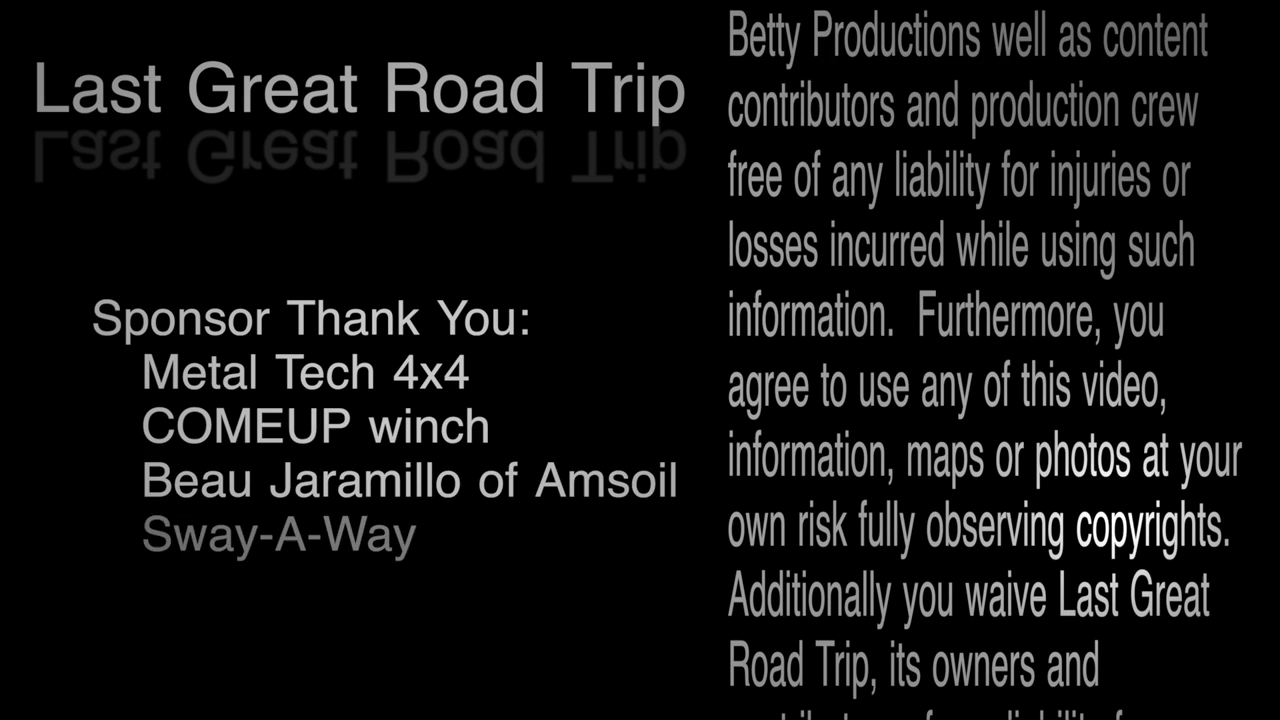 Last Great Road Trip
Sponsor Thank You:
Metal Tech 4x4
COMEUP winch
Beau Jaramillo of Amsoil
Sway-A-Way
Betty Productions well as content
contributors and production crew
free of any liability for injuries or
losses incurred while using such
information. Furthermore, you
agree to use any of this video,
information, maps or photos at your
own risk fully observing copyrights.
Additionally you waive Last Great
Road Trip, its owners and